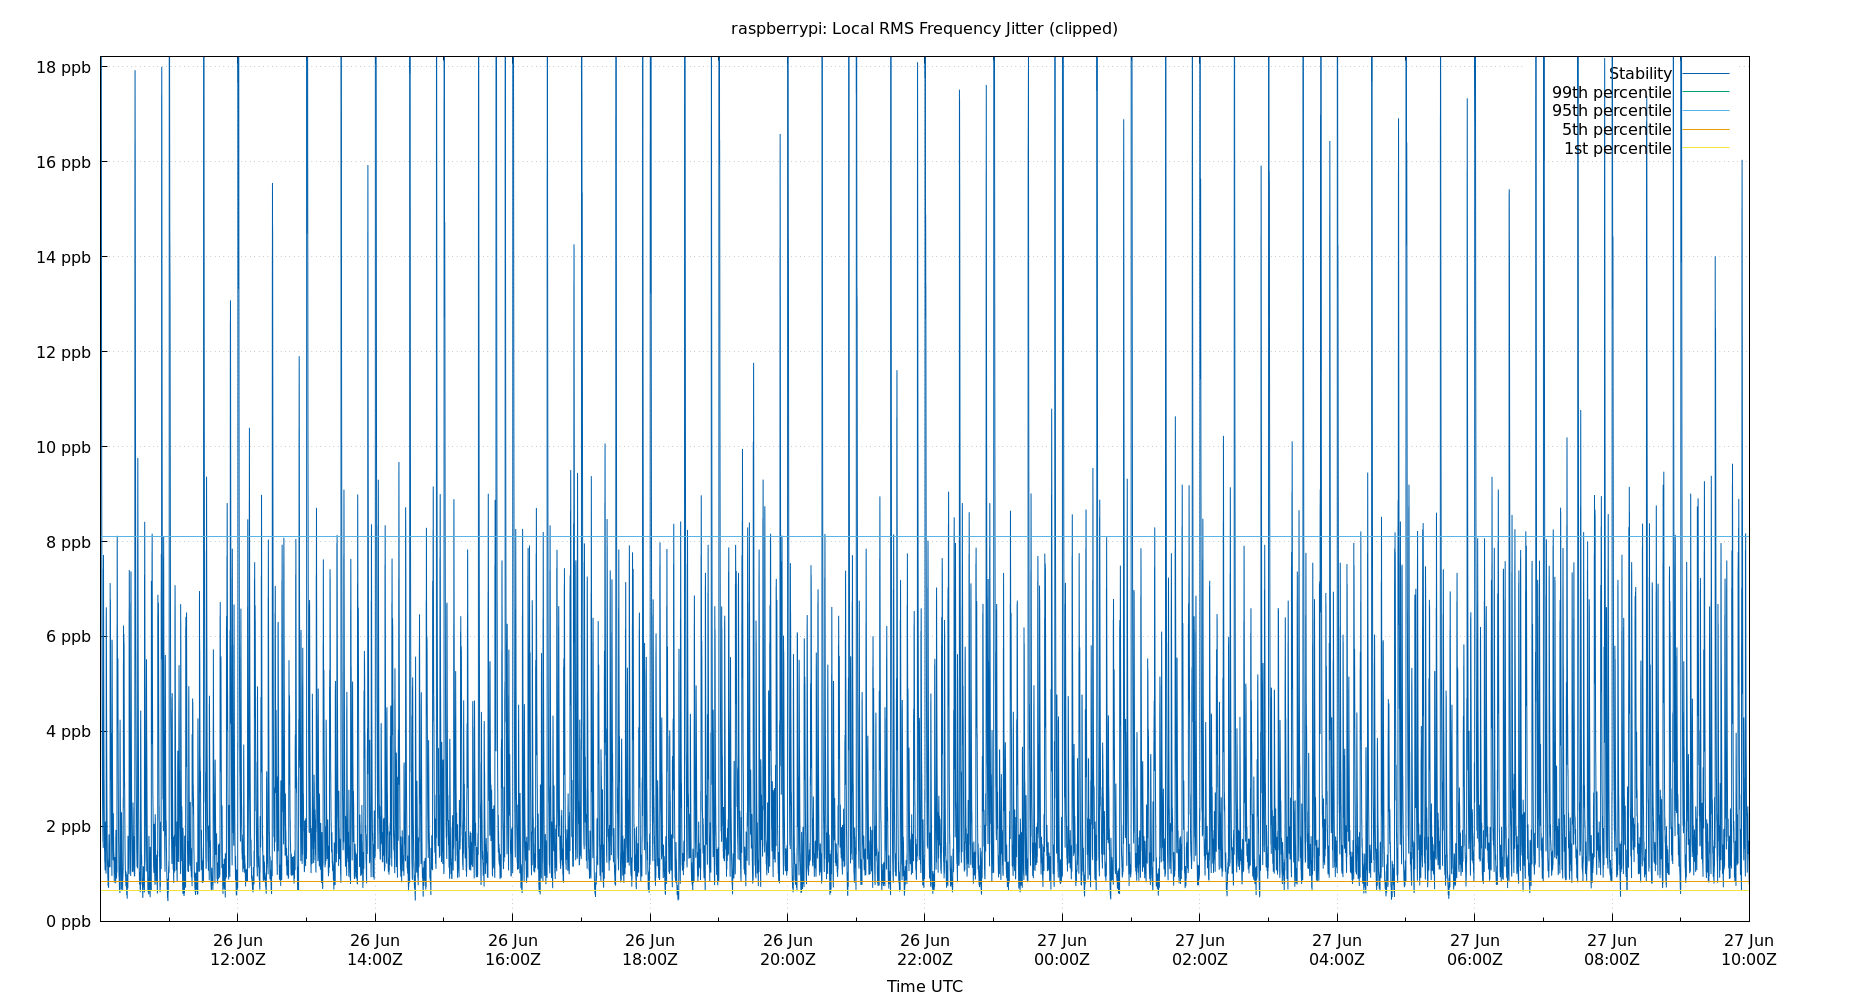 raspberrypi: Local RMS Frequency Jitter (clipped)
18 ppb
16 ppb
14 ppb
12 ppb
10 ppb
8 ppb
6 ppb
4 ppb
2 ppb
0 ppb
Stability
99th percentile
95th percentile
5th percentile
1st percentile
26 Jun 26 Jun 26 Jun 26 Jun 26 Jun 26 Jun 27 Jun 27 Jun 27 Jun 27 Jun 27 Jun 27 Jun
12:00Z 14:00Z 16:00Z 18:00Z 20:00Z 22:00Z 00:00Z 02:00Z 04:00Z 06:00Z 08:00Z 10:00Z
Time UTC